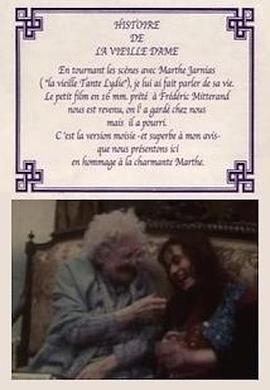 HISTOIRE
DE
LA VIEILLE DAME
En tournant les scènes avec Marthe Jarnias
("la vieille Tante Lydie"), je lui ai fait parler de sa vie.
Le petit film en 16 mm. prêté à Frédéric Mitterand
nous est revenu, on l' a gardé chez nous
mais il a pourri.
C'est la version moisie -et superbe à mon avis-
que nous présentons ici
en hommage à la charmante Marthe.